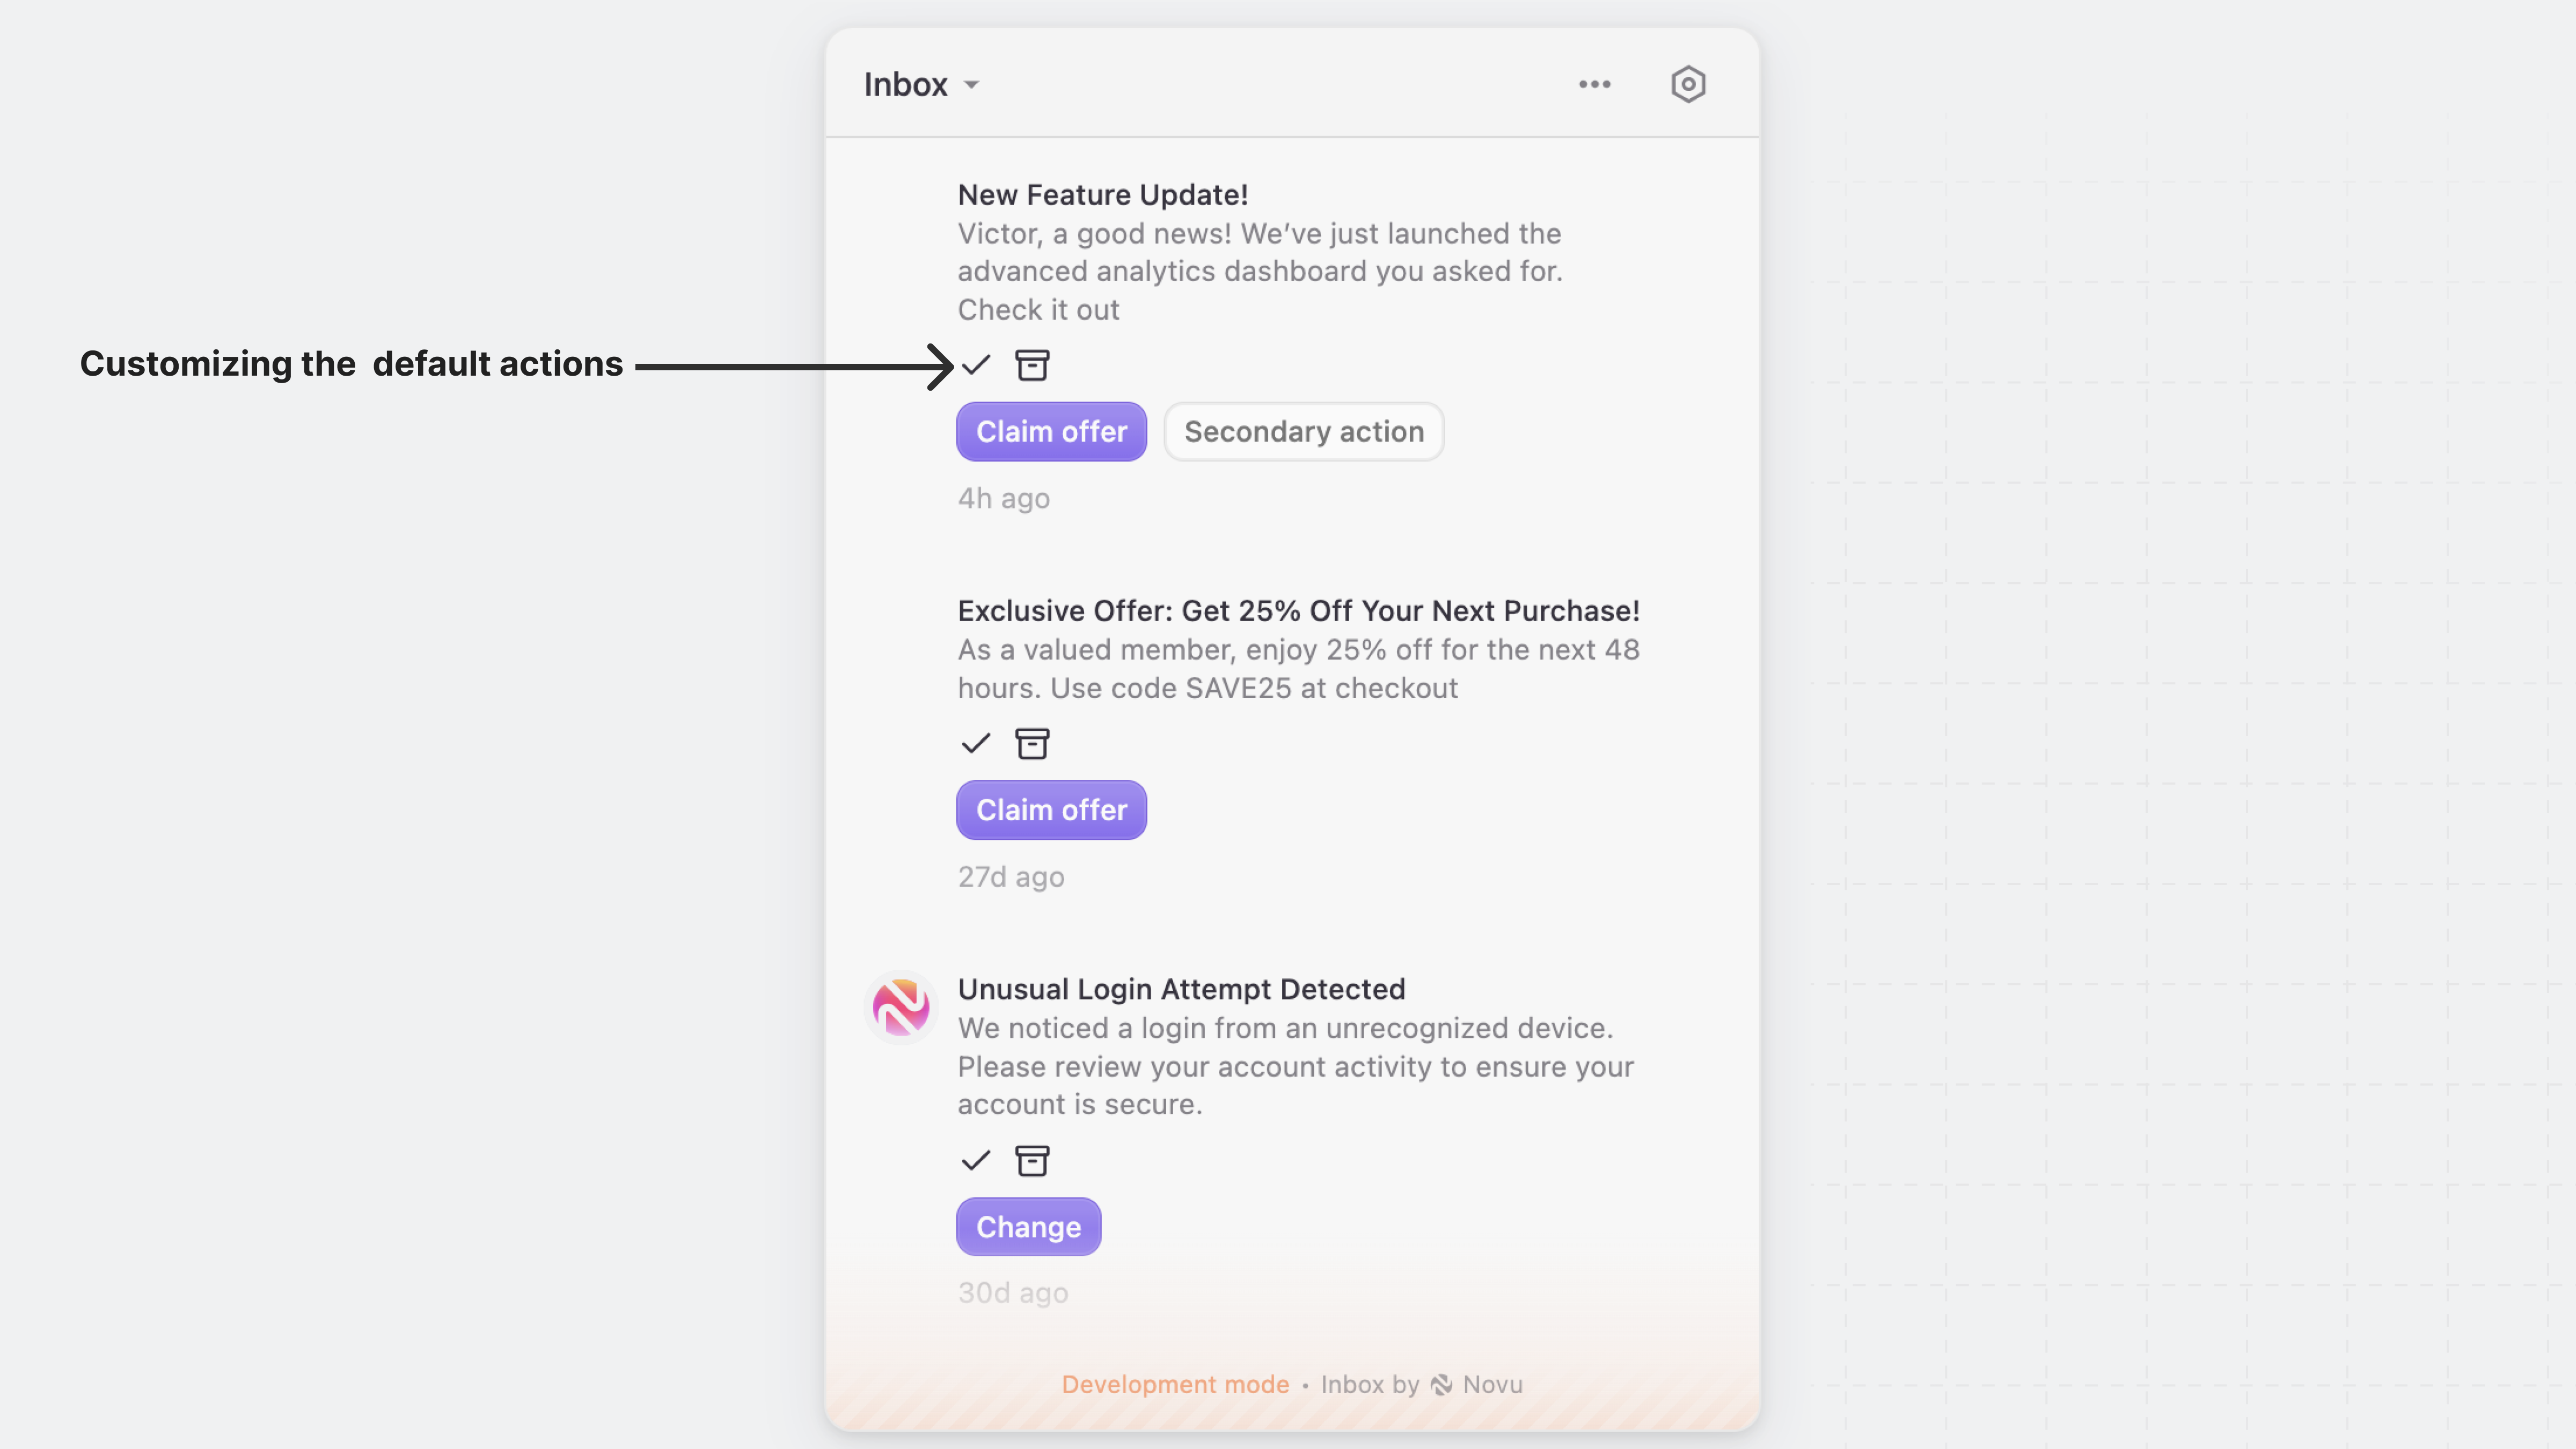 Inbox
New Feature Update!
Victor, a good news! We’ve just launched the
advanced analytics dashboard you asked for.
Check it out
Customizing the  default actions
Claim offer
Secondary action
4h ago
Exclusive Offer: Get 25% Off Your Next Purchase!
As a valued member, enjoy 25% off for the next 48
hours. Use code SAVE25 at checkout
Claim offer
27d ago
Unusual Login Attempt Detected
We noticed a login from an unrecognized device.
Please review your account activity to ensure your
account is secure.
Change
30d ago
Development mode • Inbox by Novu